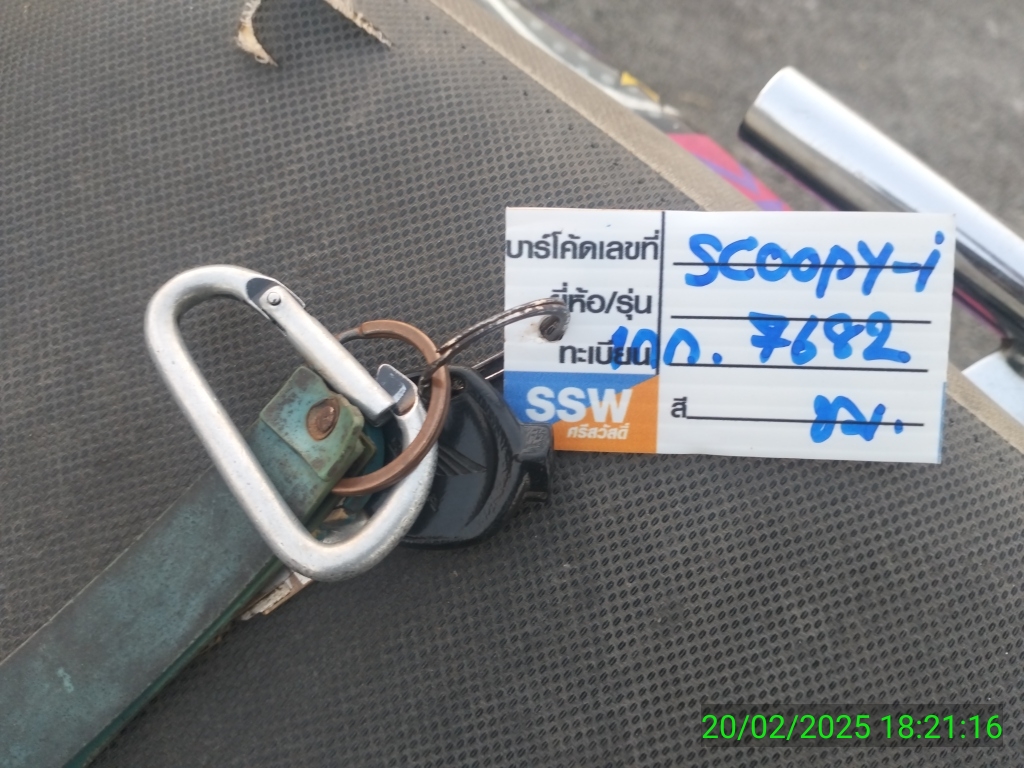 บาร์โค้ดเลขที่ SCOOPY-i
ยี่ห้อ/รุ่น
ทะเบียน 1กก. 7682
SSW
ศรีสวัสดิ์
สี ขม.
20/02/2025 18:21:16